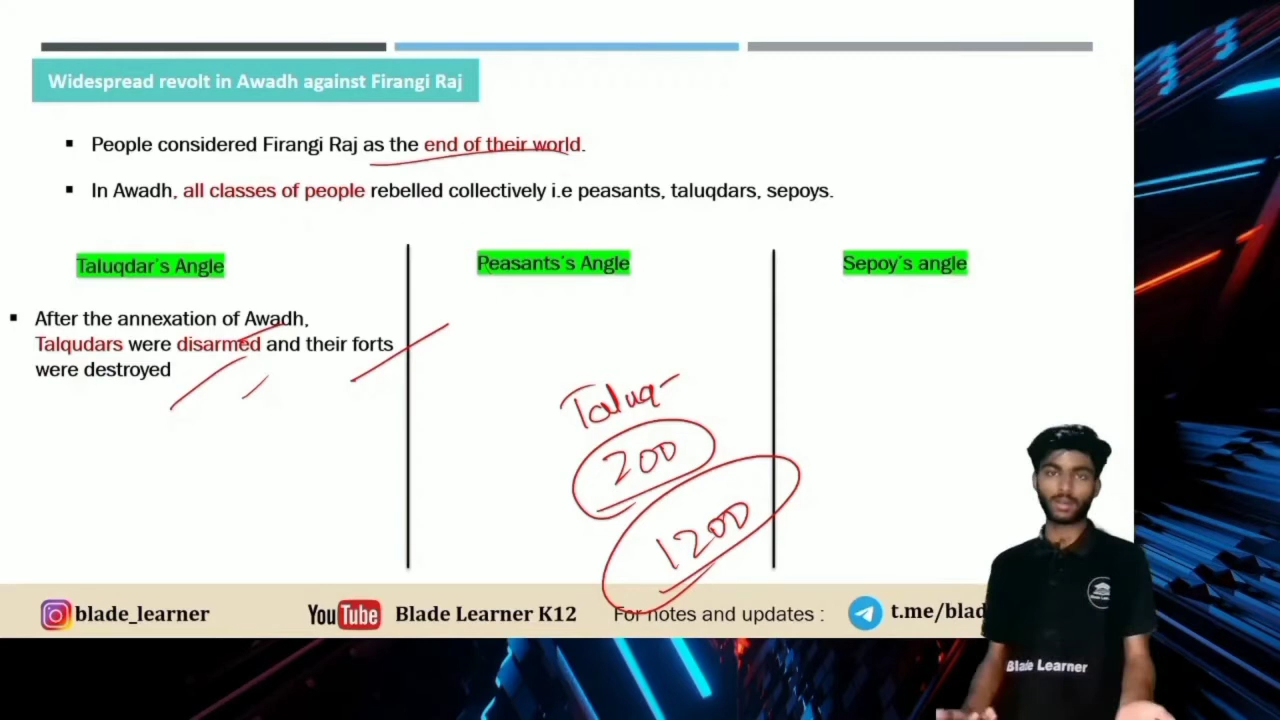 Widespread revolt in Awadh against Firangi Raj
▪ People considered Firangi Raj as the end of their world.
▪ In Awadh, all classes of people rebelled collectively i.e peasants, taluqdars, sepoys.
Taluqdar's Angle
Peasants's Angle
Sepoy's angle
▪ After the annexation of Awadh,
Talqudars were disarmed and their forts
were destroyed
Taluq-
200
1200
blade_learner
YouTube
Blade Learner K12
For notes and updates :
t.me/blad
Blade Learner